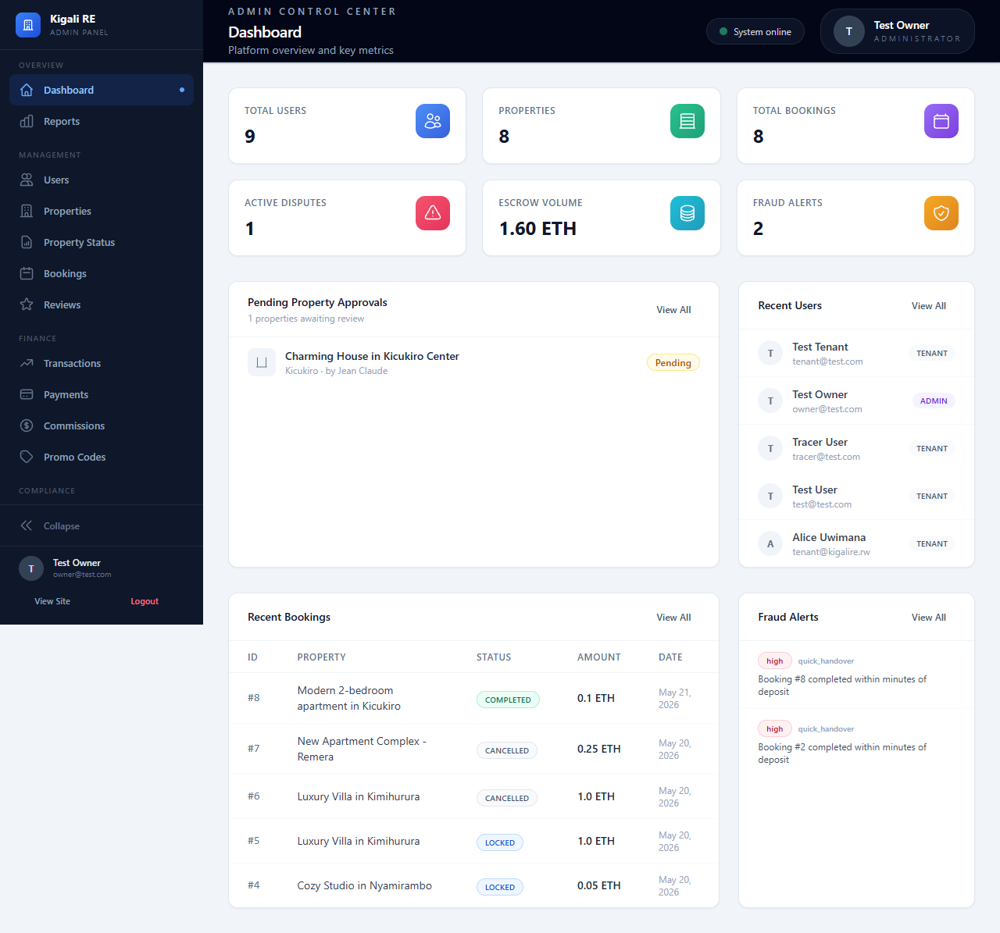 Kigali RE
ADMIN PANEL
OVERVIEW
Dashboard
Reports
MANAGEMENT
Users
Properties
Property Status
Bookings
Reviews
FINANCE
Transactions
Payments
Commissions
Promo Codes
COMPLIANCE
Collapse
T
Test Owner
owner@test.com
View Site
Logout
ADMIN CONTROL CENTER
Dashboard
Platform overview and key metrics
System online
T
Test Owner
ADMINISTRATOR
TOTAL USERS
9
PROPERTIES
8
TOTAL BOOKINGS
8
ACTIVE DISPUTES
1
ESCROW VOLUME
1.60 ETH
FRAUD ALERTS
2
Pending Property Approvals
1 properties awaiting review
View All
Charming House in Kicukiro Center
Kicukiro · by Jean Claude
Pending
Recent Users
View All
T
Test Tenant
tenant@test.com
TENANT
T
Test Owner
owner@test.com
ADMIN
T
Tracer User
tracer@test.com
TENANT
T
Test User
test@test.com
TENANT
A
Alice Uwimana
tenant@kigalire.rw
TENANT
Recent Bookings
View All
ID PROPERTY STATUS AMOUNT DATE
#8 Modern 2-bedroom apartment in Kicukiro COMPLETED 0.1 ETH May 21, 2026
#7 New Apartment Complex - Remera CANCELLED 0.25 ETH May 20, 2026
#6 Luxury Villa in Kimihurura CANCELLED 1.0 ETH May 20, 2026
#5 Luxury Villa in Kimihurura LOCKED 1.0 ETH May 20, 2026
#4 Cozy Studio in Nyamirambo LOCKED 0.05 ETH May 20, 2026
Fraud Alerts
View All
high quick_handover
Booking #8 completed within minutes of
deposit
high quick_handover
Booking #2 completed within minutes of
deposit